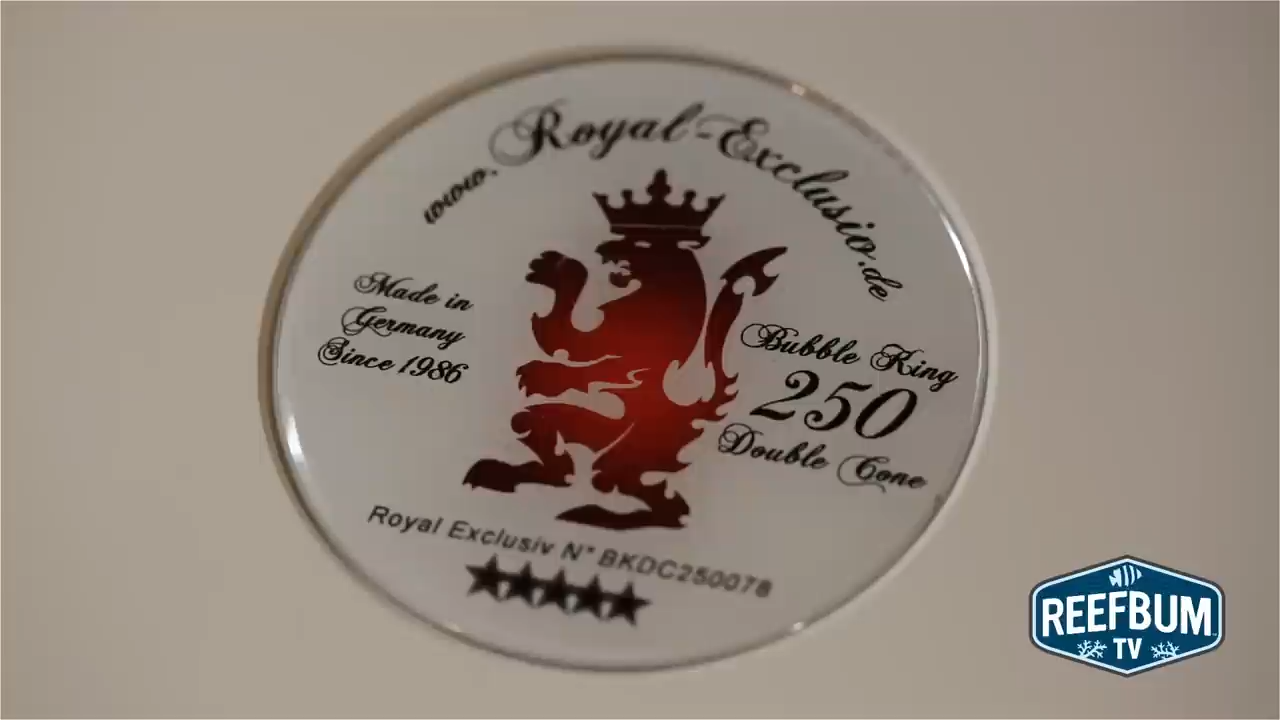 www.Royal-Exclusiv.de
Made in
Germany
Since 1986
Bubble King
250
Double Cone
Royal Exclusiv N° BKDC250078
REEFBUM
TV